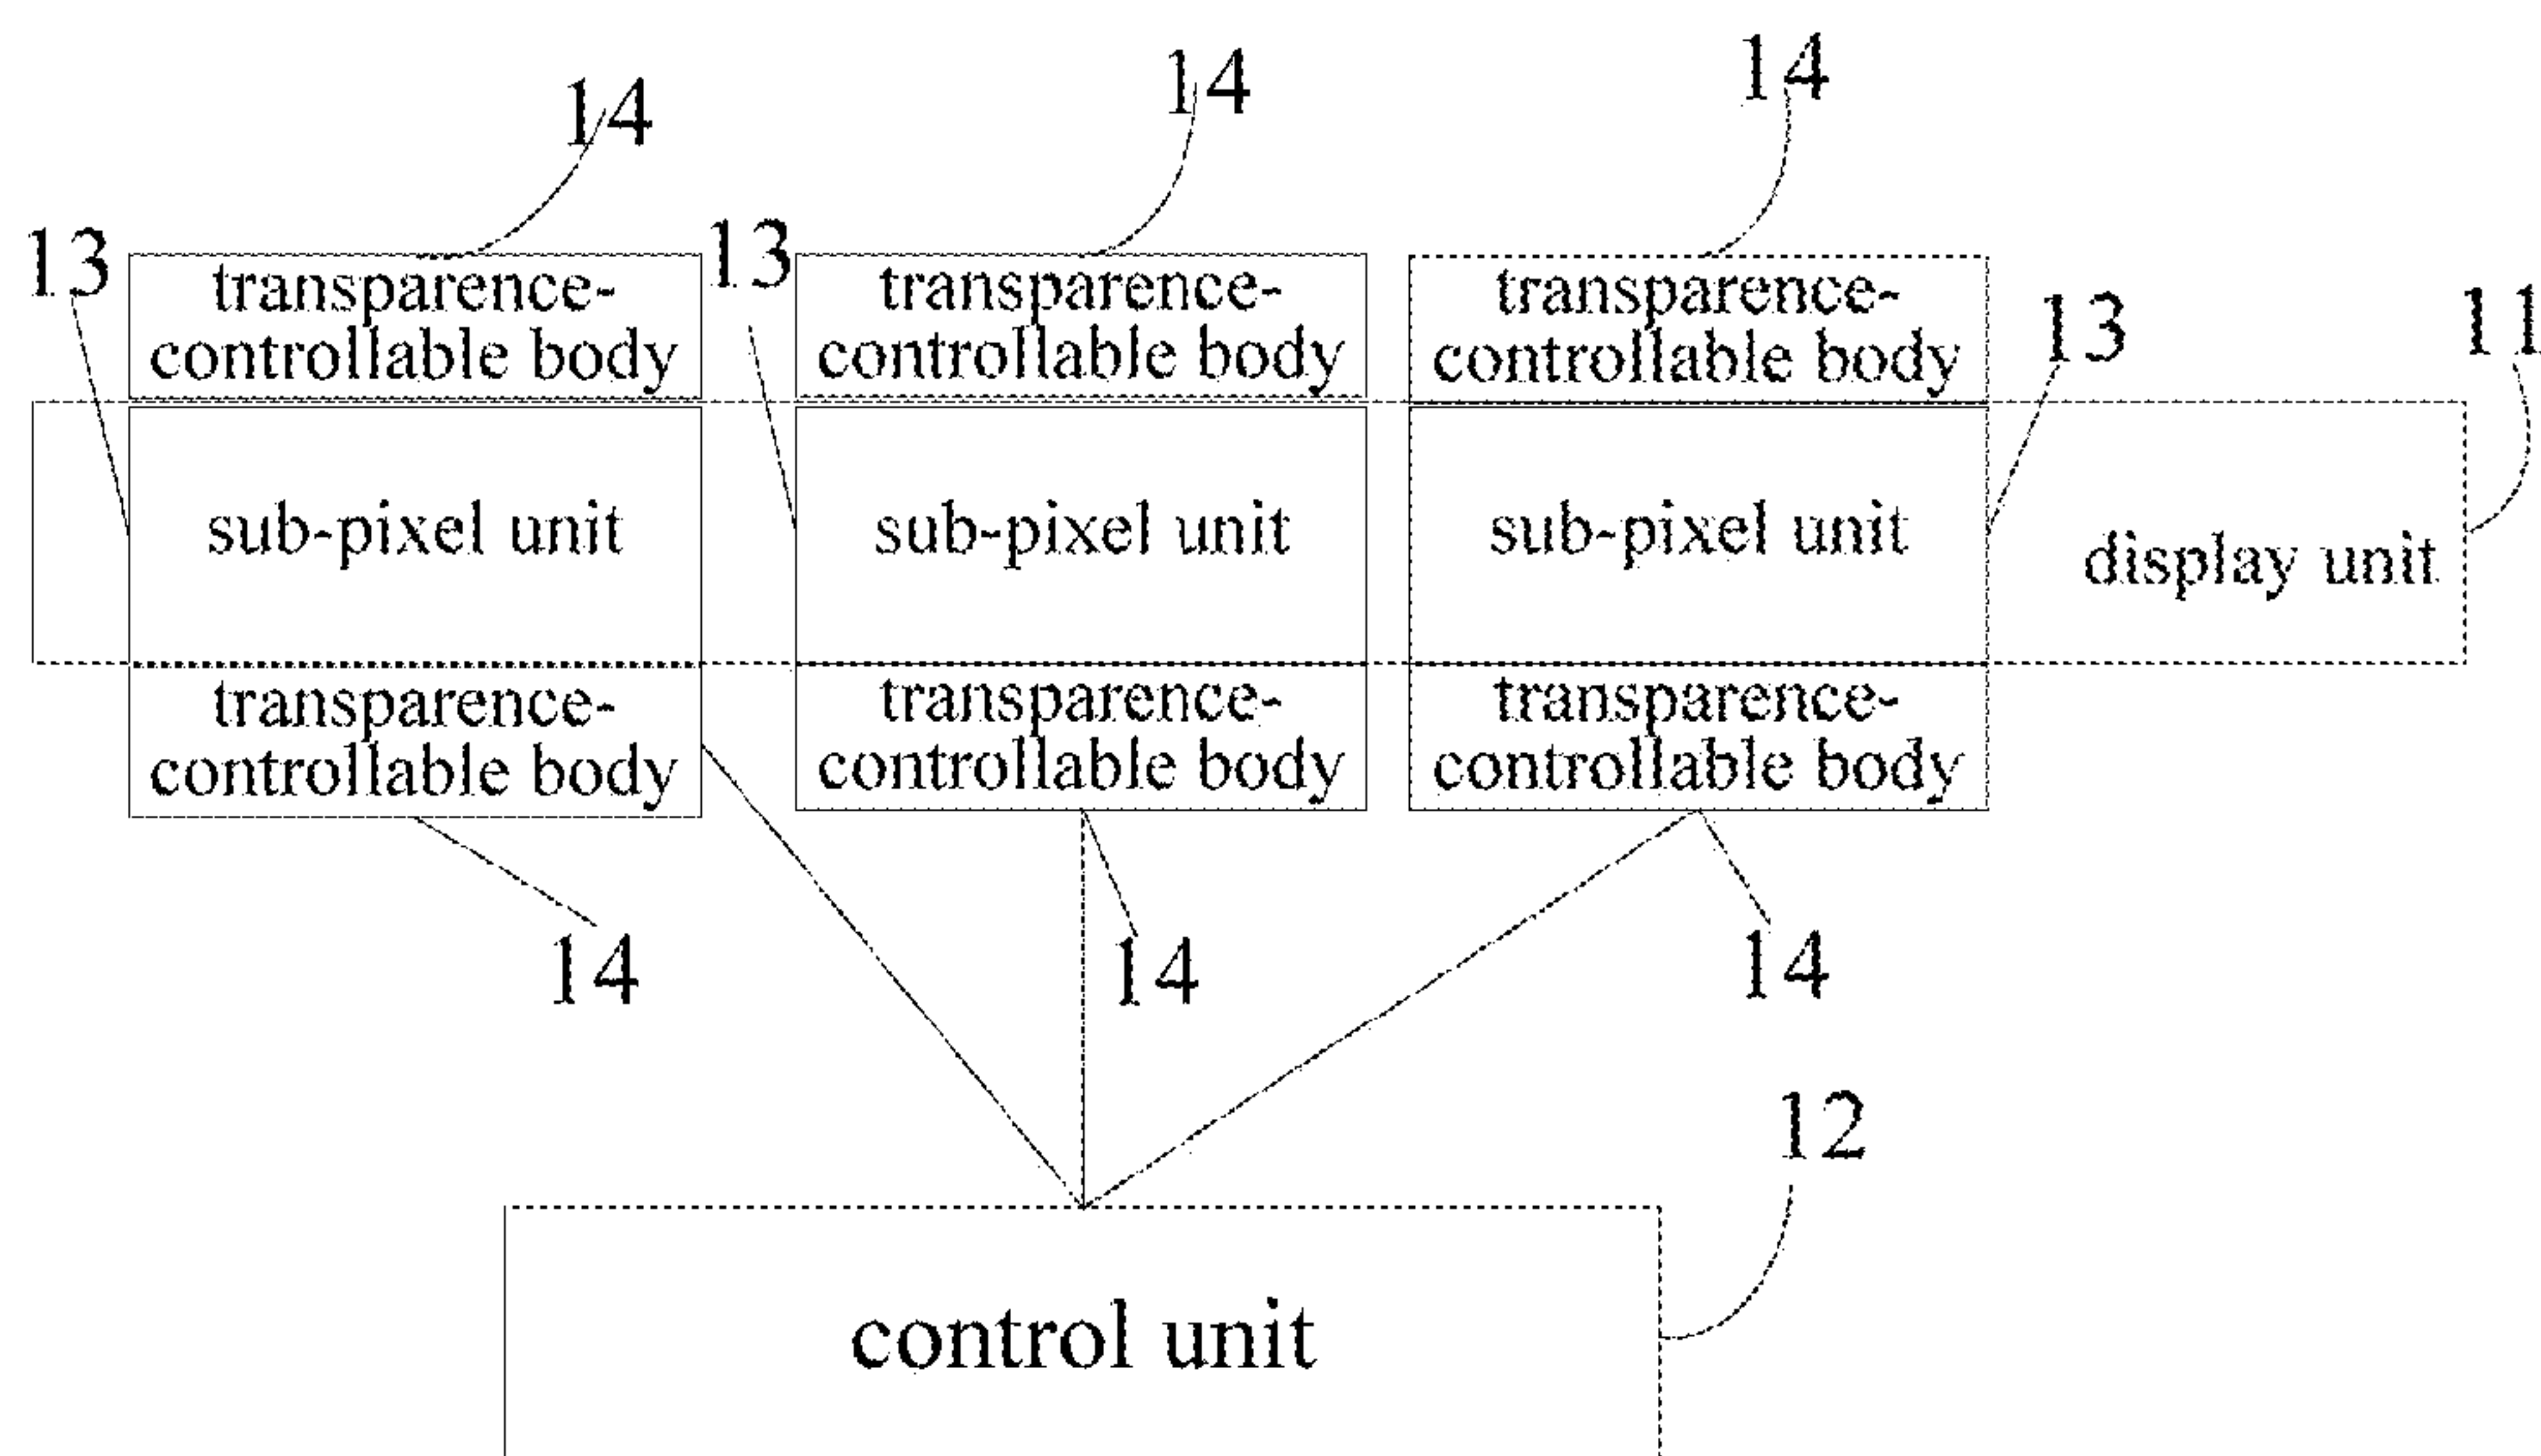 14
14
14
13
13
13
11
transparence-
controllable body
transparence-
controllable body
transparence-
controllable body
sub-pixel unit
sub-pixel unit
sub-pixel unit
display unit
transparence-
controllable body
transparence-
controllable body
transparence-
controllable body
14
14
14
12
control unit